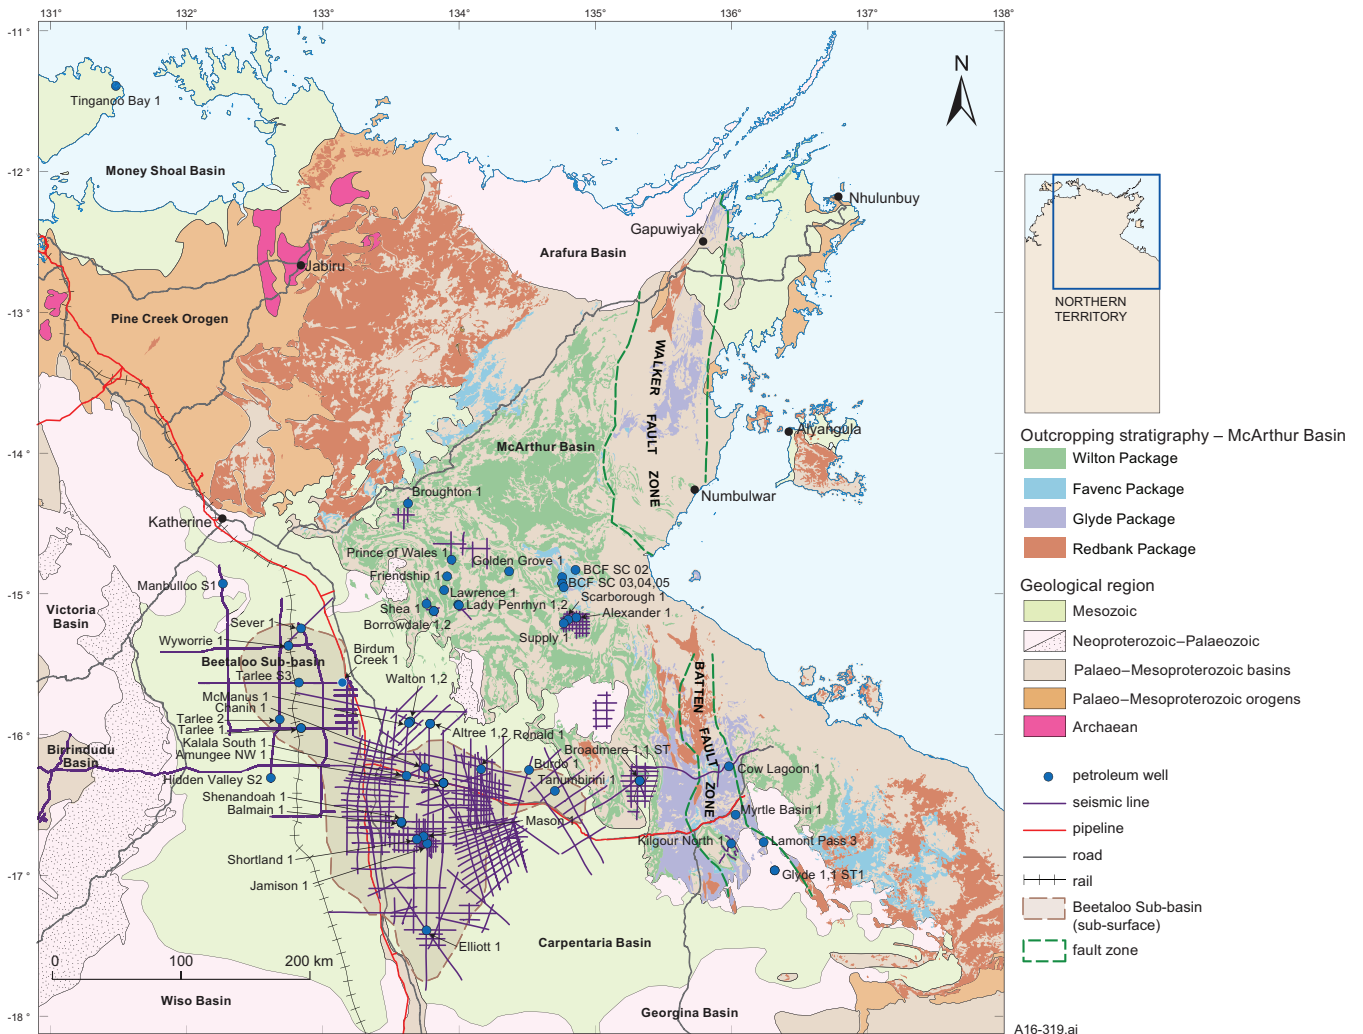 131° 132° 133° 134° 135° 136° 137° 138°
-11°
-12°
-13°
-14°
-15°
-16°
-17°
-18°
N
Tinganoo Bay 1
Money Shoal Basin
Nhulunbuy
Gapuwiyak
Arafura Basin
Jabiru
Pine Creek Orogen
WALKER FAULT ZONE
McArthur Basin
Alyangula
Numbulwar
Broughton 1
Katherine
Prince of Wales 1
Golden Grove 1
BCF SC 02
Friendship 1
BCF SC 03,04,05
Manbulloo S1
Lawrence 1
Scarborough 1
Shea 1
Lady Penrhyn 1,2
Alexander 1
Victoria
Basin
Borrowdale 1,2
Supply 1
Sever 1
Wyworrie 1
Birdum
Creek 1
Beetaloo Sub-basin
Tarlee S3
Walton 1,2
BATTEN FAULT ZONE
McManus 1
Chanin 1
Tarlee 2
Tarlee 1
Altree 1,2
Ronald 1
Kalala South 1
Amungee NW 1
Broadmere 1,1 ST
Birrindudu
Basin
Burdo 1
Cow Lagoon 1
Hidden Valley S2
Tanumbirini 1
Shenandoah 1
Balmain 1
Mason 1
Myrtle Basin 1
Kilgour North 1
Lamont Pass 3
Shortland 1
Glyde 1,1 ST1
Jamison 1
Elliott 1
Carpentaria Basin
0 100 200 km
Wiso Basin
Georgina Basin
NORTHERN
TERRITORY
Outcropping stratigraphy – McArthur Basin
Wilton Package
Favenc Package
Glyde Package
Redbank Package
Geological region
Mesozoic
Neoproterozoic–Palaeozoic
Palaeo–Mesoproterozoic basins
Palaeo–Mesoproterozoic orogens
Archaean
petroleum well
seismic line
pipeline
road
rail
Beetaloo Sub-basin
(sub-surface)
fault zone
A16-319.ai